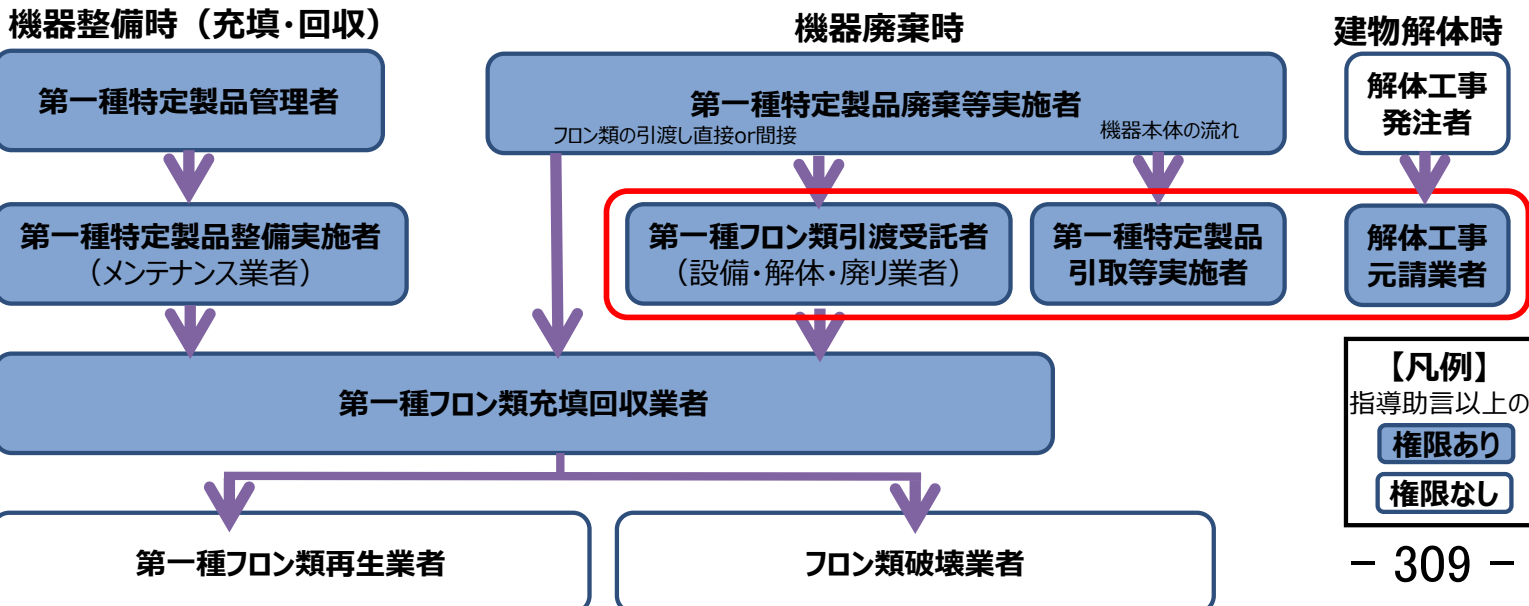 機器整備時（充填・回収）
機器廃棄時
建物解体時
第一種特定製品管理者
第一種特定製品廃棄等実施者
フロン類の引渡し直接or間接
機器本体の流れ
解体工事
発注者
第一種特定製品整備実施者
（メンテナンス業者）
第一種フロン類引渡受託者
（設備・解体・廃リ業者）
第一種特定製品
引取等実施者
解体工事
元請業者
第一種フロン類充填回収業者
【凡例】
指導助言以上の
権限あり
権限なし
第一種フロン類再生業者
フロン類破壊業者
－ 309 －